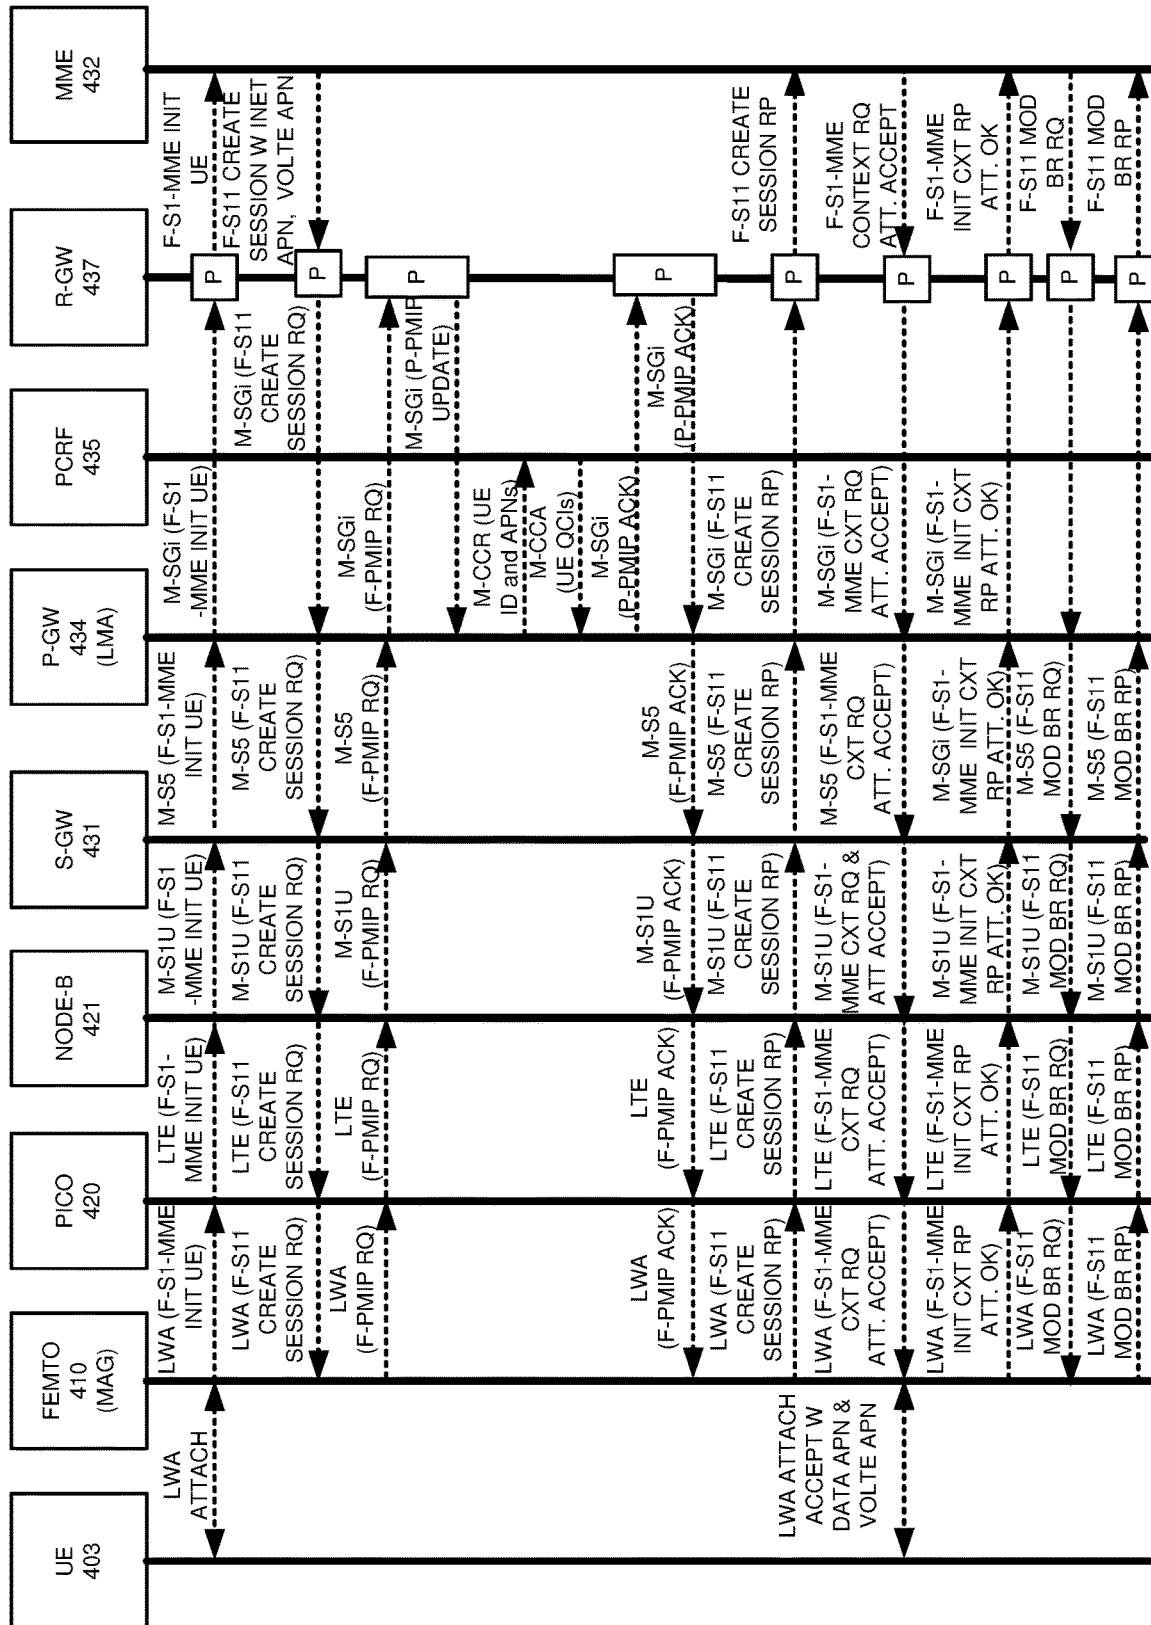 UE
403
FEMTO
410
(MAG)
PICO
420
NODE-B
421
S-GW
431
P-GW
434
(LMA)
PCRF
435
R-GW
437
MME
432
LWA
ATTACH
LWA (F-S1-MME
INIT UE)
LTE (F-S1-
MME INIT UE)
M-S1U (F-S1
-MME INIT UE)
M-S5 (F-S1-MME
INIT UE)
M-SGi (F-S1
-MME INIT UE)
P
F-S1-MME INIT
UE
LWA (F-S11
CREATE
SESSION RQ)
LTE (F-S11
CREATE
SESSION RQ)
M-S1U (F-S11
CREATE
SESSION RQ)
M-S5 (F-S11
CREATE
SESSION RQ)
M-SGi (F-S11
CREATE
SESSION RQ)
P
F-S11 CREATE
SESSION W INET
APN, VOLTE APN
LWA
(F-PMIP RQ)
LTE
(F-PMIP RQ)
M-S1U
(F-PMIP RQ)
M-S5
(F-PMIP RQ)
M-SGi
(F-PMIP RQ)
P
M-SGi (P-PMIP
UPDATE)
M-CCR (UE
ID and APNs)
M-CCA
(UE QCIs)
M-SGi
(P-PMIP ACK)
P
LWA
(F-PMIP ACK)
LTE
(F-PMIP ACK)
M-S1U
(F-PMIP ACK)
M-S5
(F-PMIP ACK)
M-SGi
(P-PMIP ACK)
LWA (F-S11
CREATE
SESSION RP)
LTE (F-S11
CREATE
SESSION RP)
M-S1U (F-S11
CREATE
SESSION RP)
M-S5 (F-S11
CREATE
SESSION RP)
M-SGi (F-S11
CREATE
SESSION RP)
P
F-S11 CREATE
SESSION RP
LWA ATTACH
ACCEPT W
DATA APN &
VOLTE APN
LWA (F-S1-MME
CXT RQ
ATT. ACCEPT)
LTE (F-S1-MME
CXT RQ
ATT. ACCEPT)
M-S1U (F-S1-
MME CXT RQ &
ATT ACCEPT)
M-S5 (F-S1-MME
CXT RQ
ATT. ACCEPT)
M-SGi (F-S1-
MME CXT RQ
ATT. ACCEPT)
P
F-S1-MME
CONTEXT RQ
ATT. ACCEPT
LWA (F-S1-MME
INIT CXT RP
ATT. OK)
LTE (F-S1-MME
INIT CXT RP
ATT. OK)
M-S1U (F-S1-
MME INIT CXT
RP ATT. OK)
M-SGi (F-S1-
MME INIT CXT
RP ATT. OK)
M-SGi (F-S1-
MME INIT CXT
RP ATT. OK)
P
F-S1-MME
INIT CXT RP
ATT. OK
LWA (F-S11
MOD BR RQ)
LTE (F-S11
MOD BR RQ)
M-S1U (F-S11
MOD BR RQ)
M-S5 (F-S11
MOD BR RQ)
P
F-S11 MOD
BR RQ
LWA (F-S11
MOD BR RP)
LTE (F-S11
MOD BR RP)
M-S1U (F-S11
MOD BR RP)
M-S5 (F-S11
MOD BR RP)
P
F-S11 MOD
BR RP